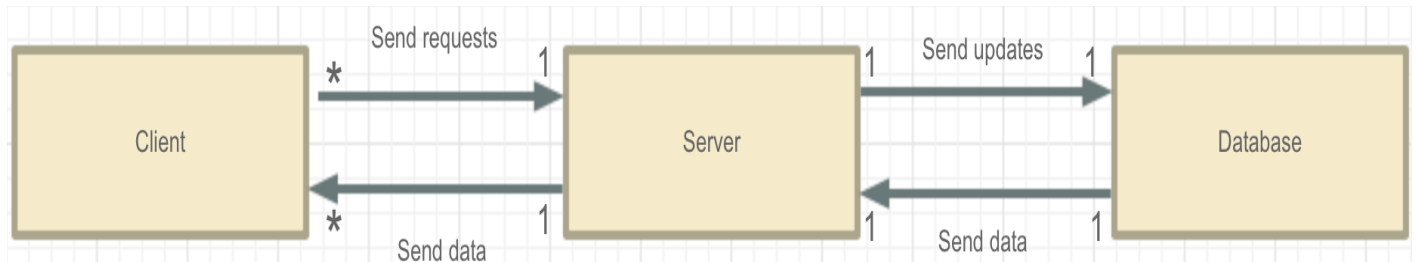 Send requests
Send updates
* 1 1 1
Client
Server
Database
* 1 1 1
Send data
Send data